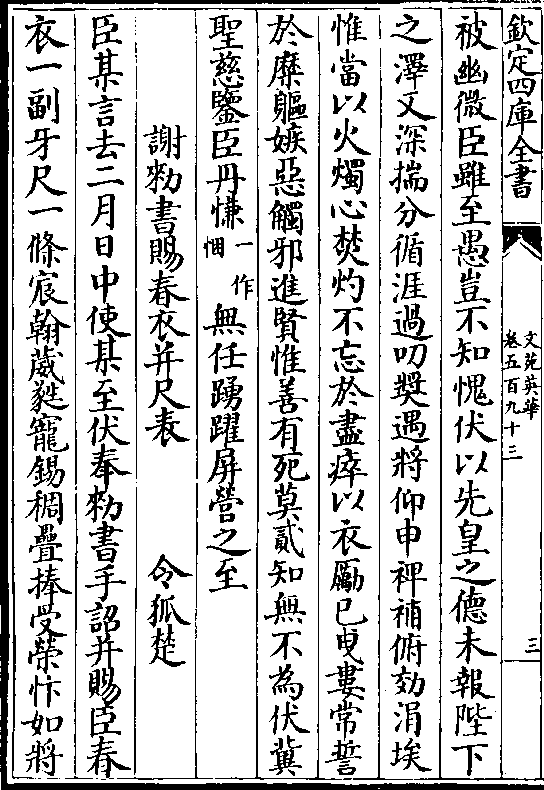 欽定四庫全書
文苑英華
卷五百九十三
三
被幽微臣雖至愚豈不知愧伏以先皇之德未報陛下
之澤又深揣分循涯過叨獎遇將仰申裨補俯効涓埃
惟當以火燭心焚灼不忘於盡瘁以衣勵已曳婁常誓
於糜軀嫉惡觸邪進賢惟善有死莫貳知無不為伏冀
聖慈鑒臣丹慊一作悃無任踴躍屏營之至
謝勑書賜春衣并尺表 令狐楚
臣某言去二月日中使某至伏奉勑書手詔并賜臣春
衣一副牙尺一條宸翰葳蕤寵錫稠疊捧受榮忭如將